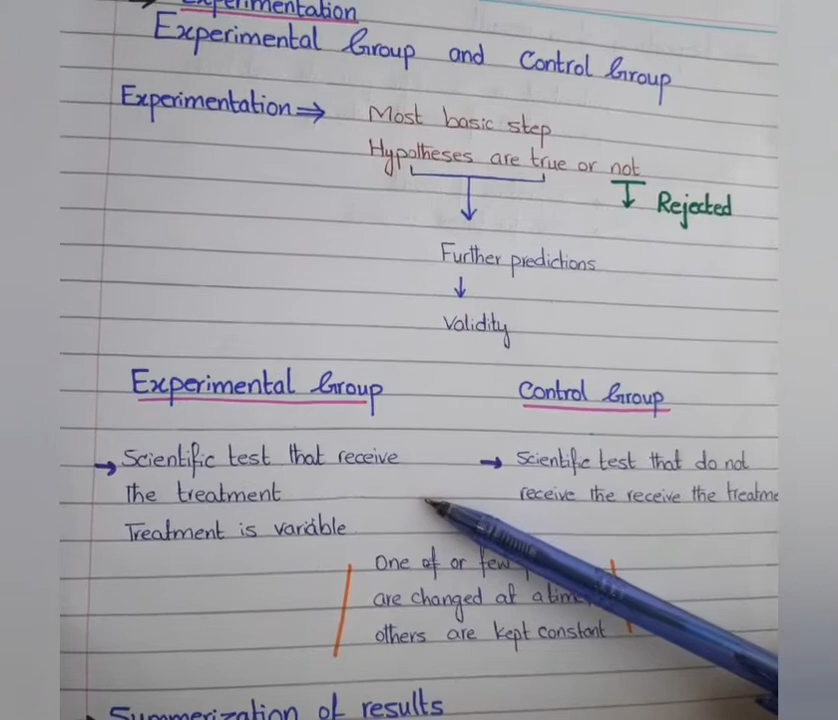 Experimentation
Experimental Group and Control Group
Experimentation ⇒ Most basic step
Hypotheses are true or not
Rejected
Further predictions
Validity
Experimental Group
Control Group
→ Scientific test that receive
the treatment
Treatment is variable
→ Scientific test that do not
receive the receive the treatme
One of or few
are changed at a
others are kept constant
Summerization of results